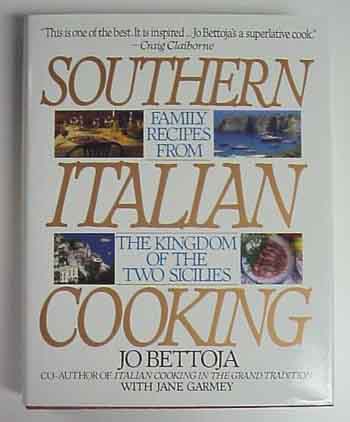 "This is one of the best. It is inspired... Jo Bettoja's a superlative cook."
—Craig Claiborne
SOUTHERN
FAMILY
RECIPES
FROM
ITALIAN
THE KINGDOM
OF THE
TWO SICILIES
COOKING
JO BETTOJA
CO-AUTHOR OF ITALIAN COOKING IN THE GRAND TRADITION
WITH JANE GARMEY